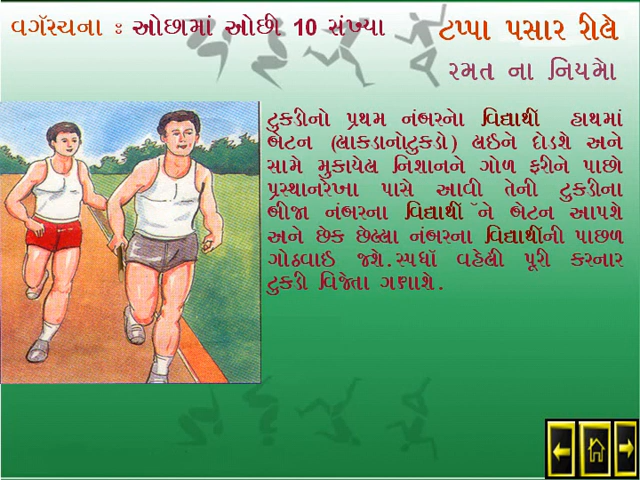 વર્ગરચના : ઓછામાં ઓછી 10 સંખ્યા
ટપ્પા પસાર રીલે
રમત ના નિયમો
ટુકડીનો પ્રથમ નંબરનો વિદ્યાર્થી હાથમાં
બેટન (લાકડાનોટુકડો) લઈને દોડશે અને
સામે મુકાયેલ નિશાનને ગોળ ફરીને પાછો
પ્રસ્થાનરેખા પાસે આવી તેની ટુકડીના
બીજા નંબરના વિદ્યાર્થી ને બેટન આપશે
અને છેક છેલ્લા નંબરના વિદ્યાર્થીની પાછળ
ગોઠવાઈ જશે.સ્પર્ધા વહેલી પૂરી કરનાર
ટુકડી વિજેતા ગણાશે.